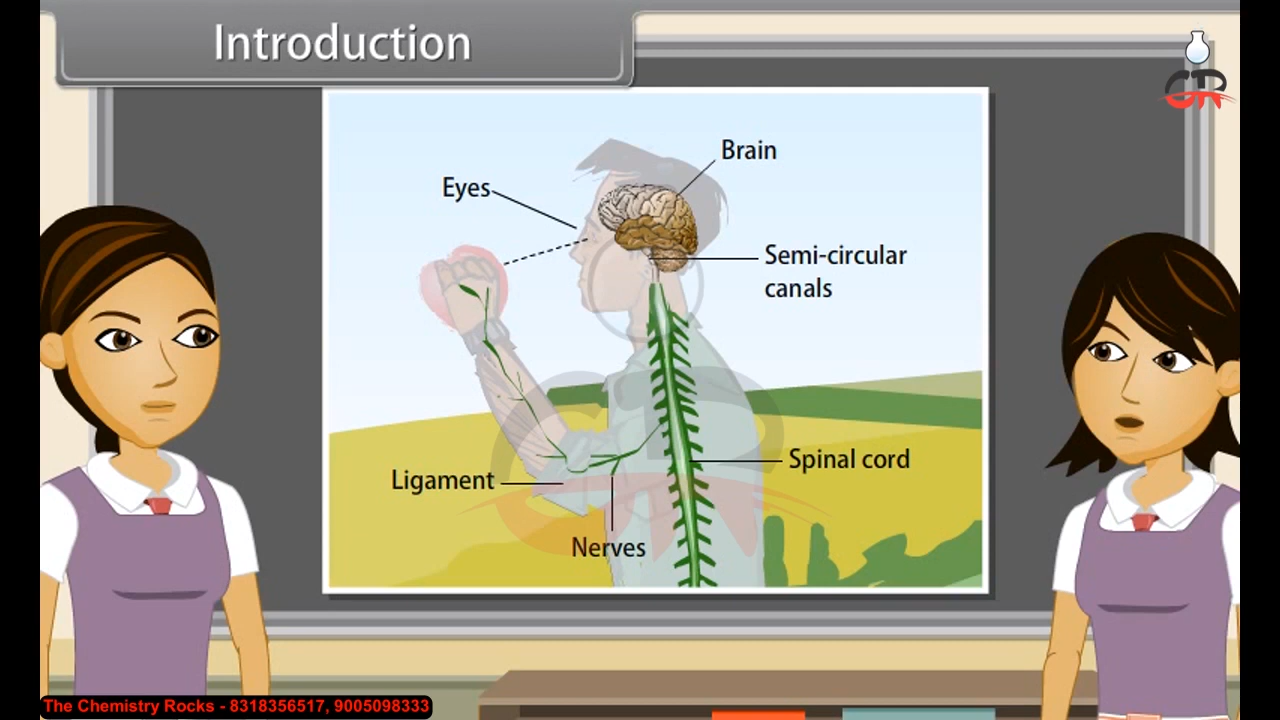 Introduction
Brain
Eyes
Semi-circular
canals
Spinal cord
Ligament
Nerves
The Chemistry Rocks - 8318356517, 9005098333